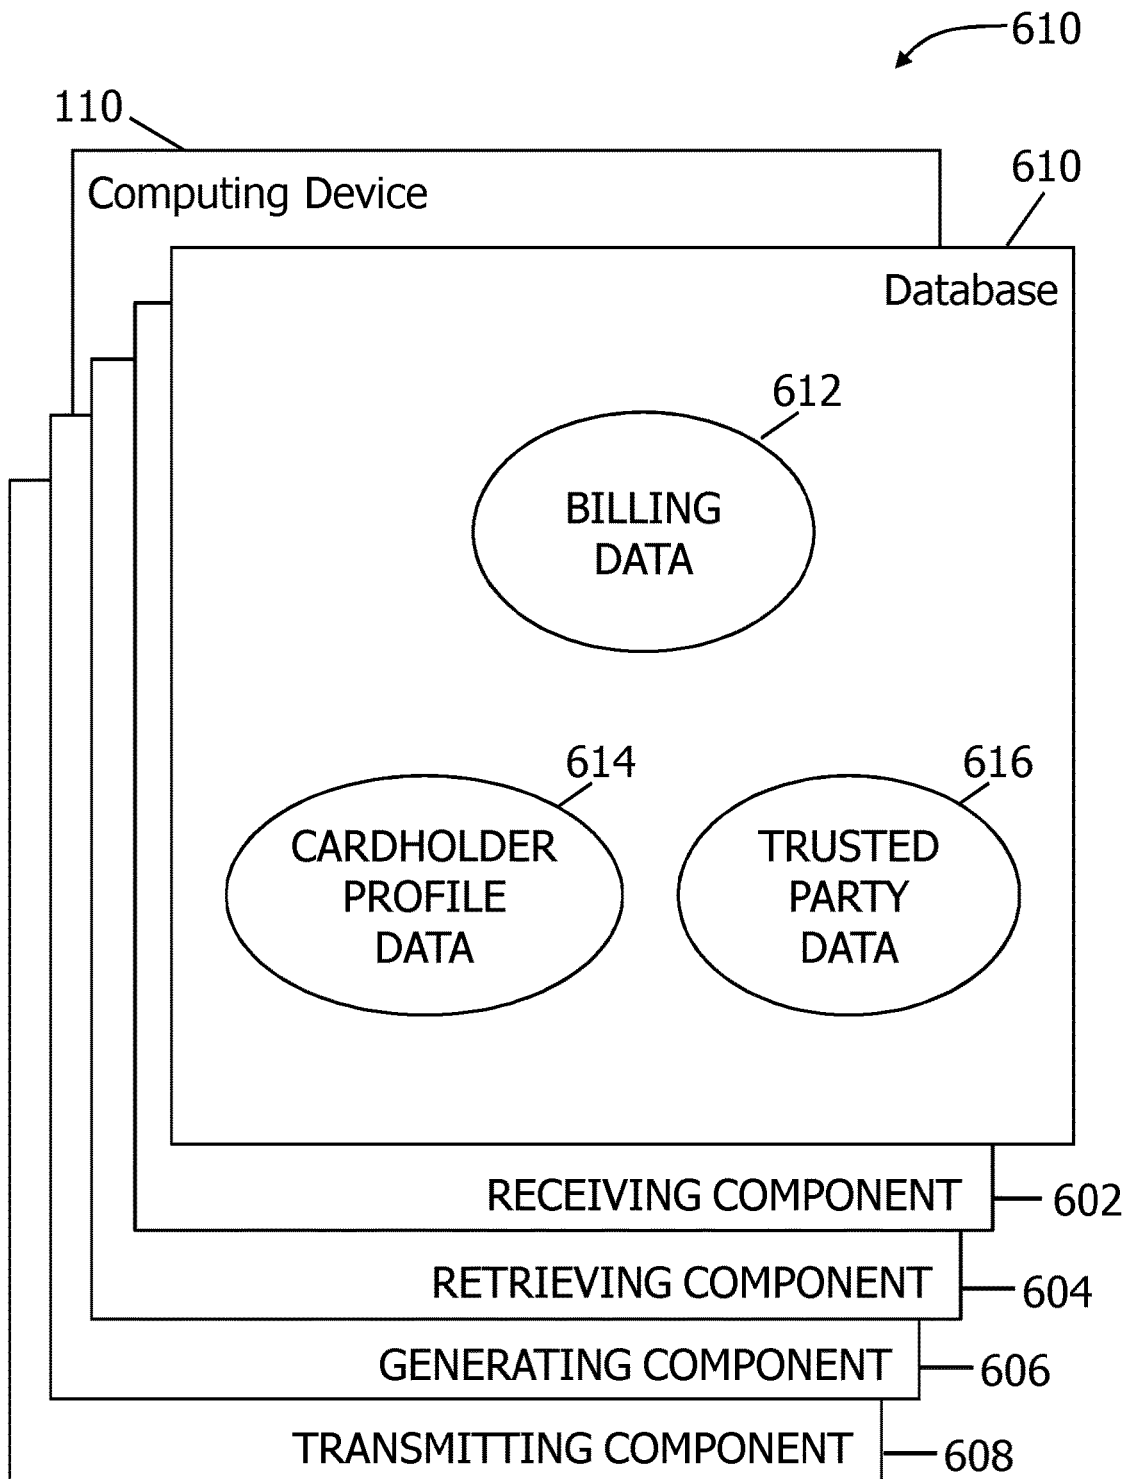 610
110
610
Computing Device
Database
612
BILLING
DATA
614
616
CARDHOLDER
PROFILE
DATA
TRUSTED
PARTY
DATA
RECEIVING COMPONENT
602
RETRIEVING COMPONENT
604
GENERATING COMPONENT
606
TRANSMITTING COMPONENT
608